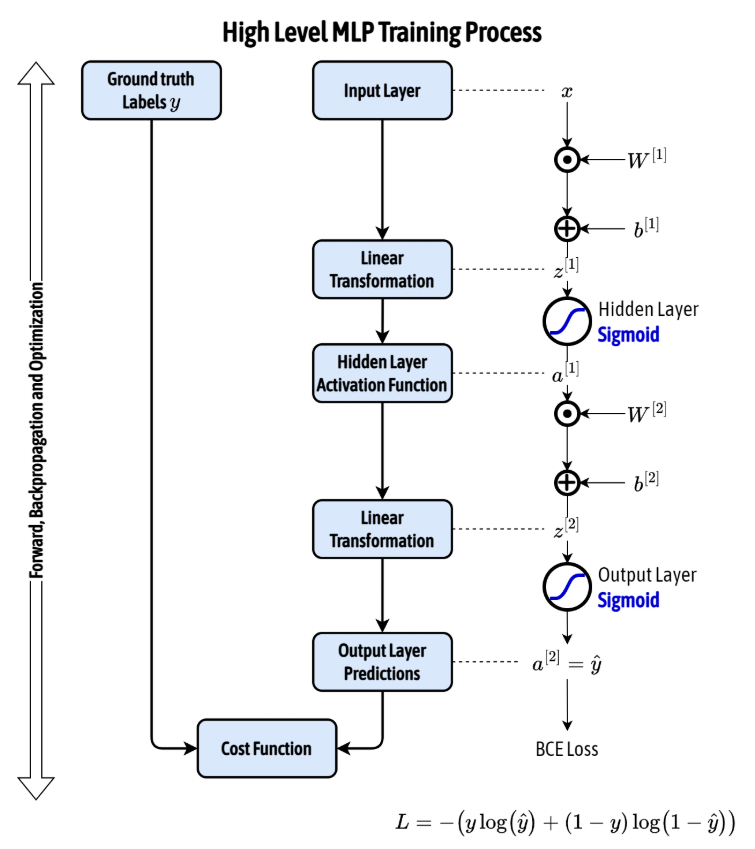 High Level MLP Training Process
Ground truth
Labels y
Input Layer
x
W^{[1]}
b^{[1]}
Linear
Transformation
z^{[1]}
Hidden Layer
Sigmoid
Hidden Layer
Activation Function
a^{[1]}
W^{[2]}
b^{[2]}
Linear
Transformation
z^{[2]}
Output Layer
Sigmoid
Output Layer
Predictions
a^{[2]} = ŷ
Cost Function
BCE Loss
L = −(y log(ŷ) + (1 − y) log(1 − ŷ))
Forward, Backpropagation and Optimization